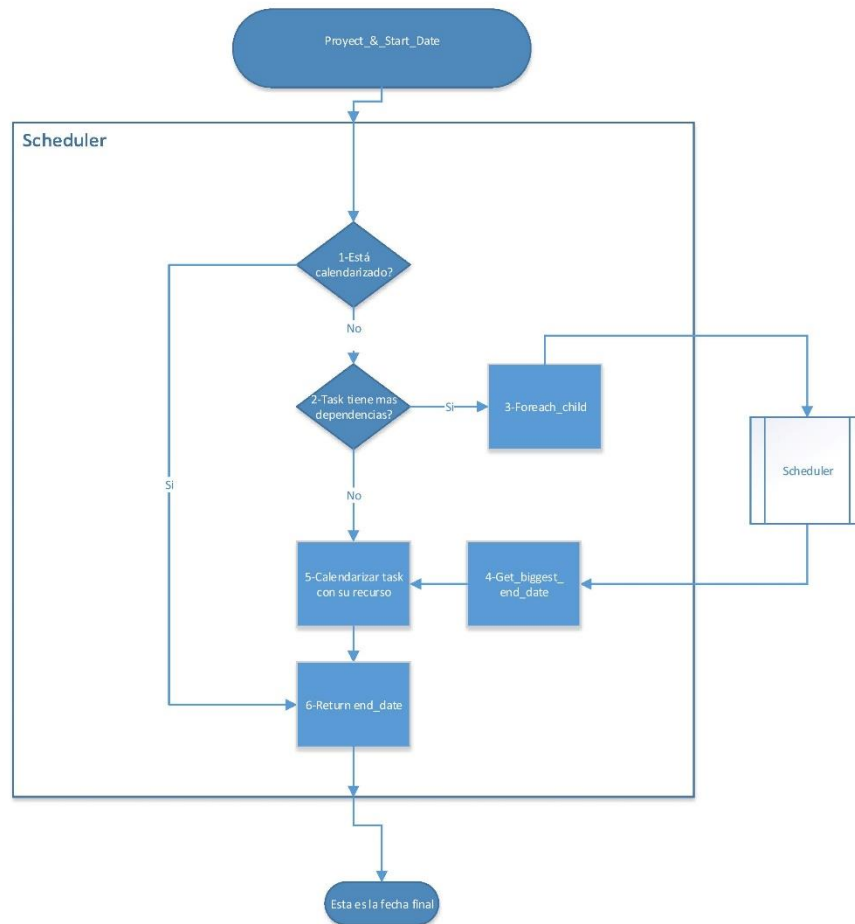 Proyect_&_Start_Date
Scheduler
1-Está
calendarizado?
No
2-Task tiene mas
dependencias?
Si
3-Foreach_child
Scheduler
Si
No
5-Calendarizar task
con su recurso
4-Get_biggest_
end_date
6-Return end_date
Esta es la fecha final